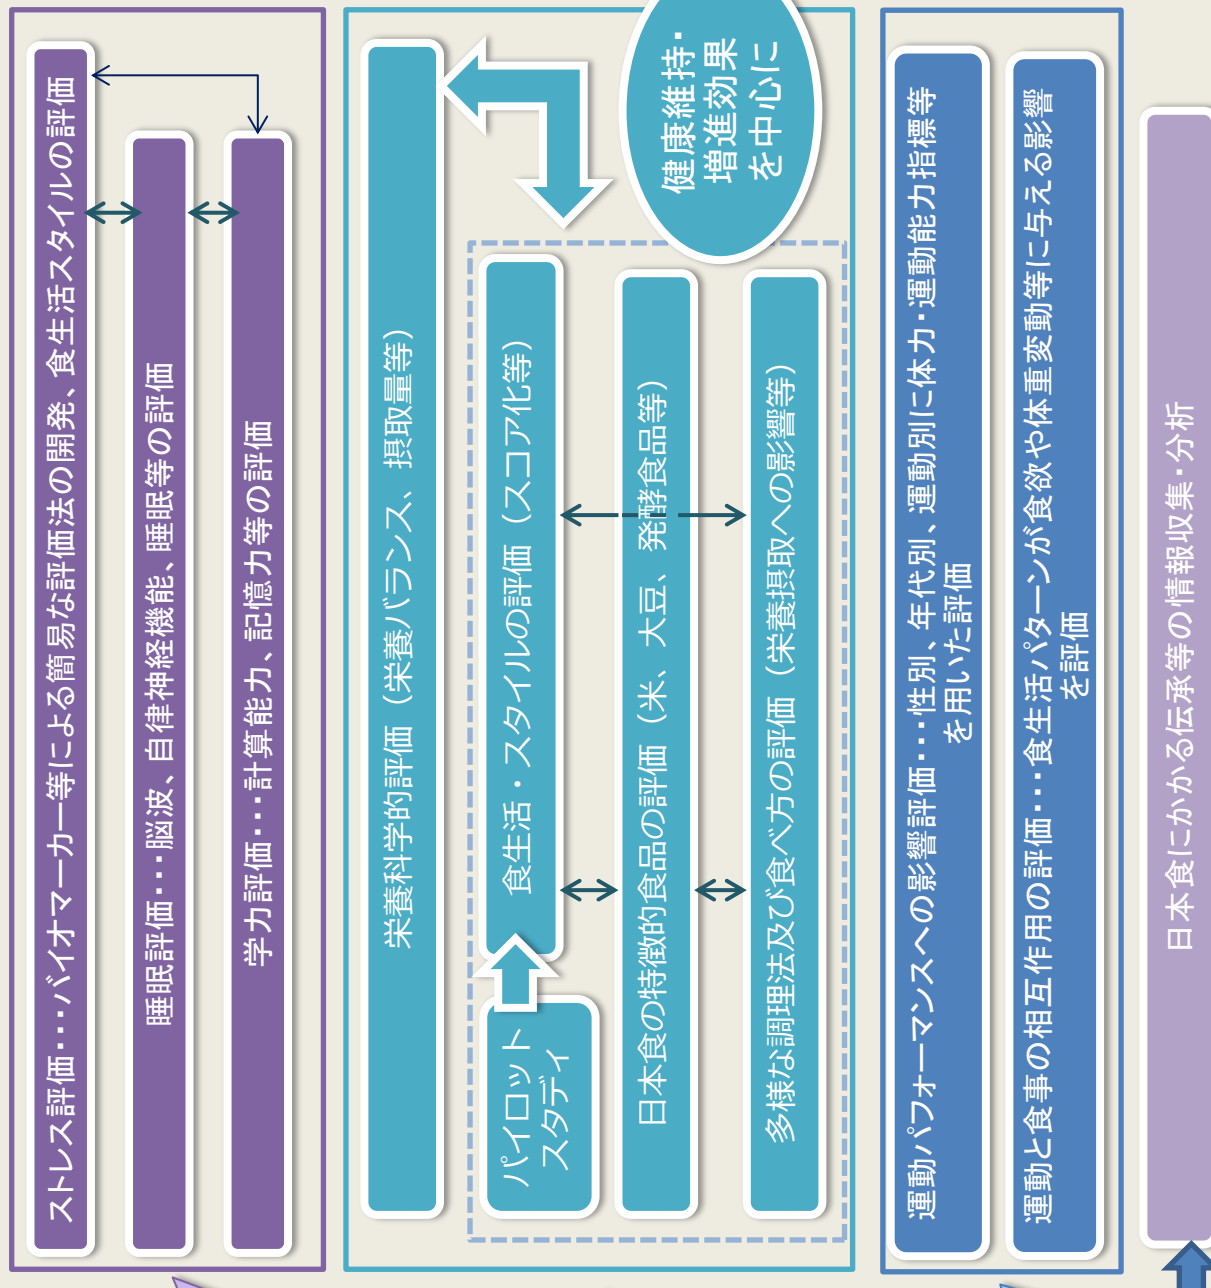 ストレス評価・・・バイオマーカー等による簡易な評価法の開発、食生活スタイルの評価
睡眠評価・・・脳波、自律神経機能、睡眠等の評価
学力評価・・・計算能力、記憶力等の評価
健康維持・
増進効果
を中心に
栄養科学的評価（栄養バランス、摂取量等）
パイロット
スタディ
食生活・スタイルの評価（スコア化等）
日本食の特徴的食品の評価（米、大豆、発酵食品等）
多様な調理法及び食べ方の評価（栄養摂取への影響等）
運動パフォーマンスへの影響評価・・・性別、年代別、運動別に体力・運動能力指標等
を用いた評価
運動と食事の相互作用の評価・・・食生活パターンが食欲や体重変動等に与える影響
を評価
日本食にかかる伝承等の情報収集・分析